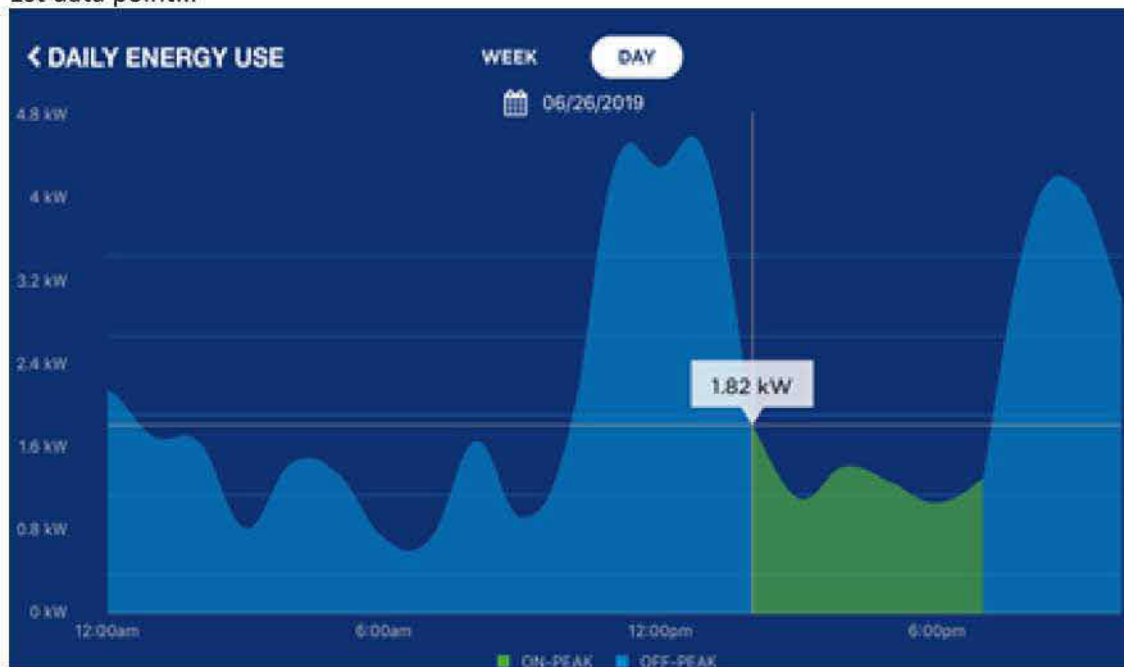 < DAILY ENERGY USE WEEK DAY
06/26/2019
4.8 kW
4 kW
3.2 kW
2.4 kW
1.82 kW
1.6 kW
0.8 kW
0 kW
12:00am 6:00am 12:00pm 6:00pm
ON-PEAK OFF-PEAK